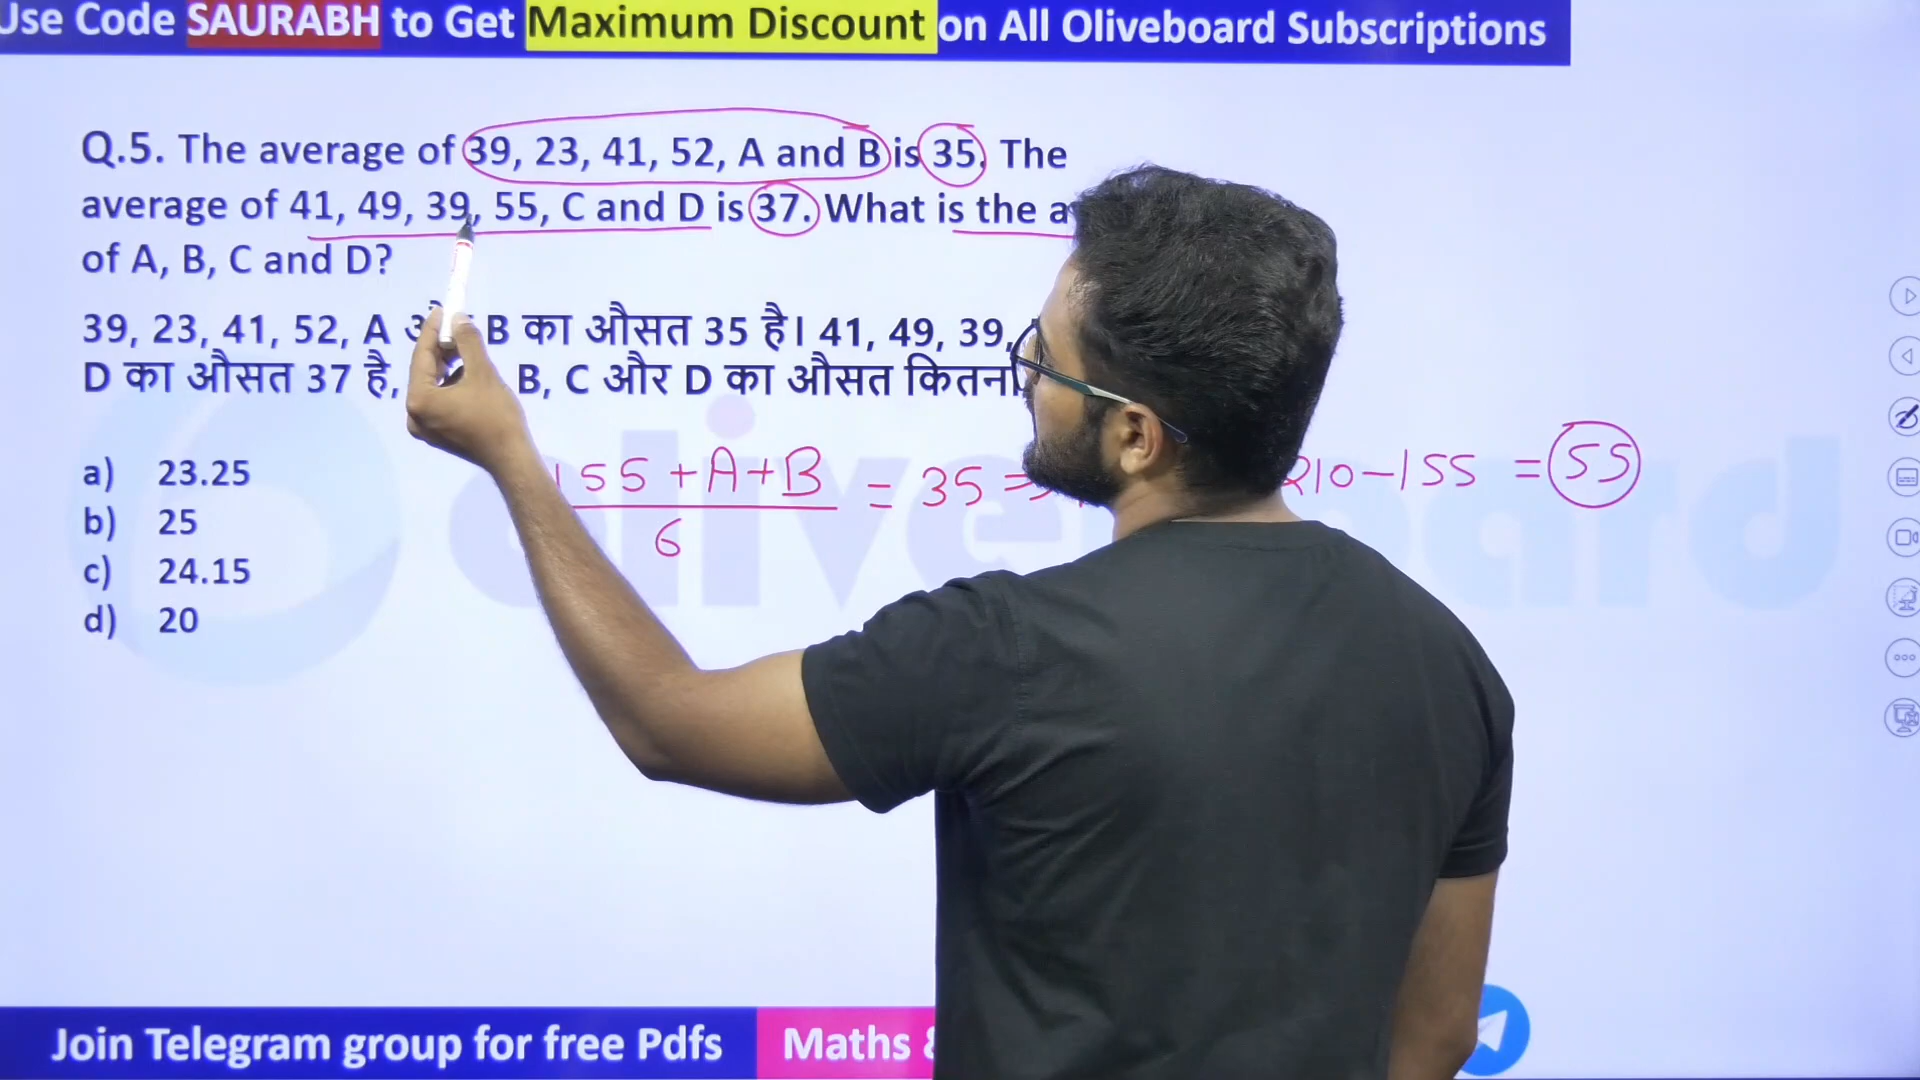 Use Code SAURABH to Get Maximum Discount on All Oliveboard Subscriptions
Q.5. The average of 39, 23, 41, 52, A and B is 35. The
average of 41, 49, 39, 55, C and D is 37. What is the a
of A, B, C and D?
39, 23, 41, 52, A B का औसत 35 है। 41, 49, 39,
D का औसत 37 है, B, C और D का औसत कितना
a) 23.25
b) 25
c) 24.15
d) 20
155 + A + B
6
= 35 ⇒
210 - 155 = 55
Join Telegram group for free Pdfs
Maths &